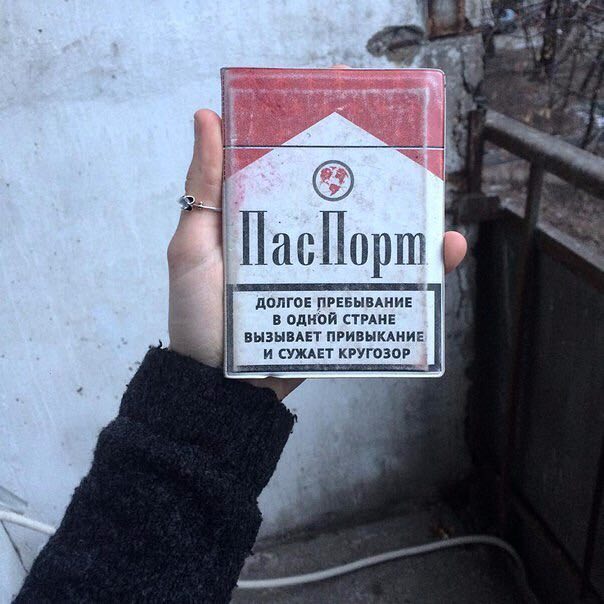 ПасПорт
ДОЛГОЕ ПРЕБЫВАНИЕ
В ОДНОЙ СТРАНЕ
ВЫЗЫВАЕТ ПРИВЫКАНИЕ
И СУЖАЕТ КРУГОЗОР